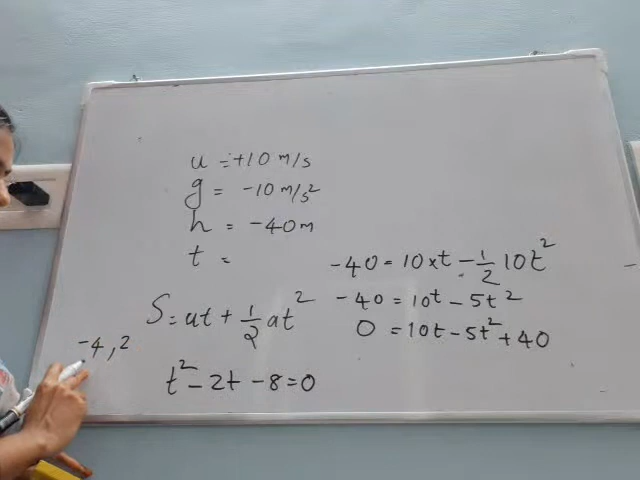 u = +10 m/s
g = -10 m/s²
h = -40m
t =
-40 = 10×t - 1/2 10t²
S = ut + 1/2 at²
-40 = 10t - 5t²
0 = 10t - 5t² + 40
-4, 2
t² - 2t - 8 = 0